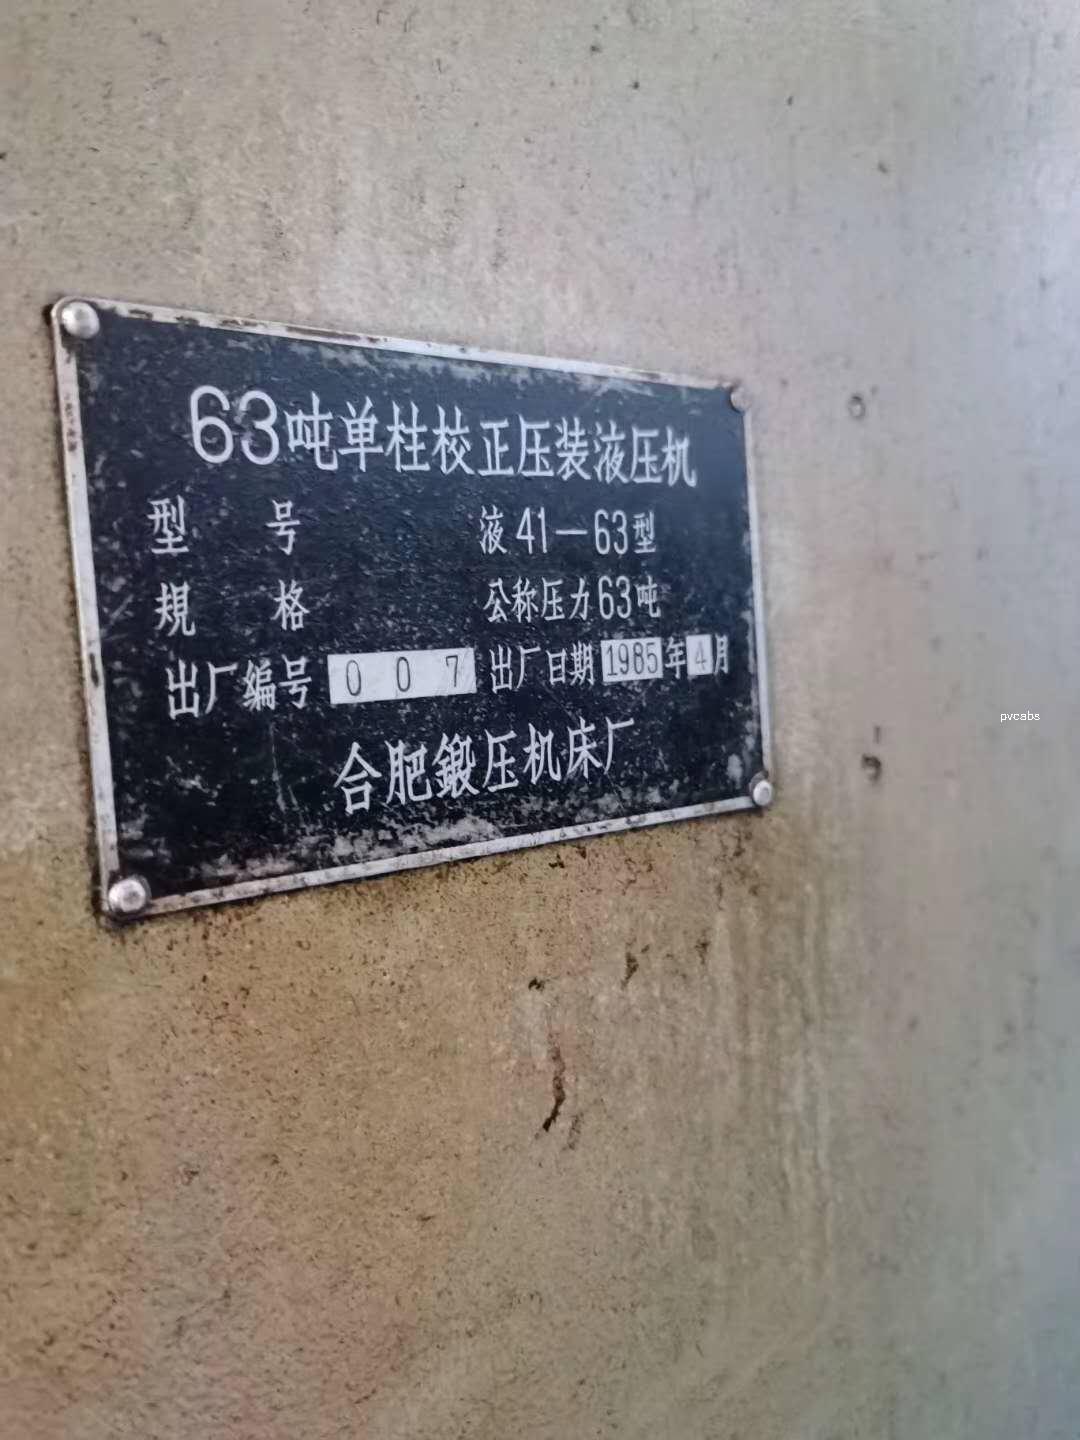 63吨单柱校正压装液压机
型 号 液41—63型
規 格 公称压力63吨
出厂编号 007 出厂日期 1985年4月
合肥鍛压机床厂
pvcabs